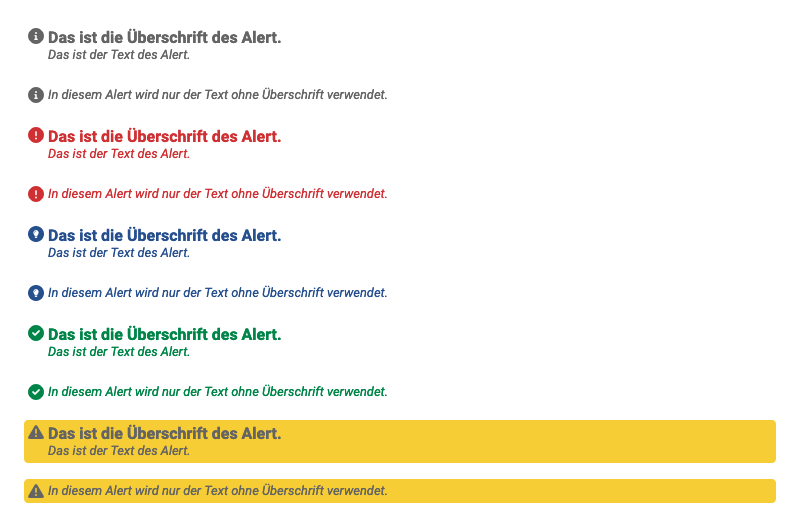 Das ist die Überschrift des Alert.
Das ist der Text des Alert.
In diesem Alert wird nur der Text ohne Überschrift verwendet.
Das ist die Überschrift des Alert.
Das ist der Text des Alert.
In diesem Alert wird nur der Text ohne Überschrift verwendet.
Das ist die Überschrift des Alert.
Das ist der Text des Alert.
In diesem Alert wird nur der Text ohne Überschrift verwendet.
Das ist die Überschrift des Alert.
Das ist der Text des Alert.
In diesem Alert wird nur der Text ohne Überschrift verwendet.
Das ist die Überschrift des Alert.
Das ist der Text des Alert.
In diesem Alert wird nur der Text ohne Überschrift verwendet.